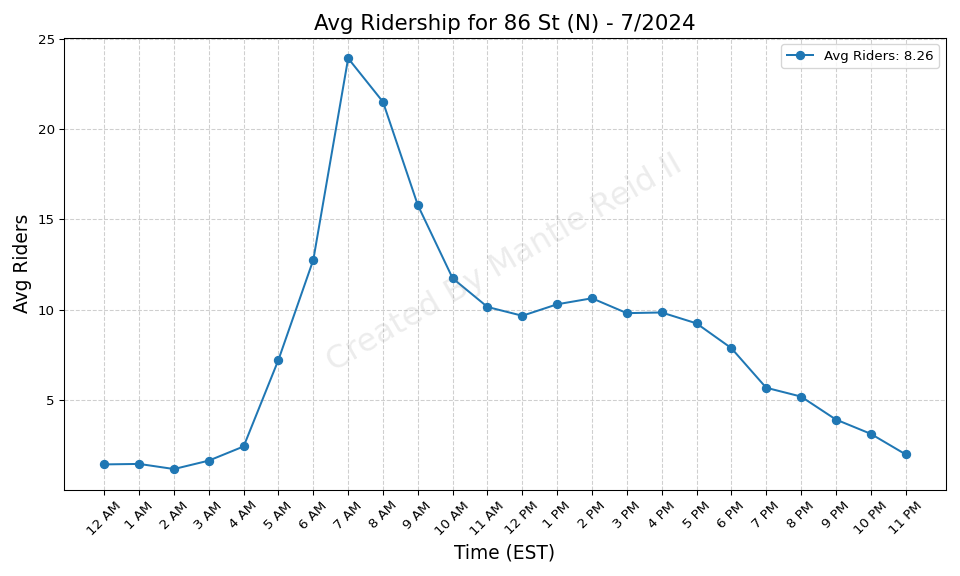 Avg Ridership for 86 St (N) - 7/2024
Avg Riders: 8.26
25
20
15
10
5
Avg Riders
Created By Mantle Reid II
12 AM
1 AM
2 AM
3 AM
4 AM
5 AM
6 AM
7 AM
8 AM
9 AM
10 AM
11 AM
12 PM
1 PM
2 PM
3 PM
4 PM
5 PM
6 PM
7 PM
8 PM
9 PM
10 PM
11 PM
Time (EST)